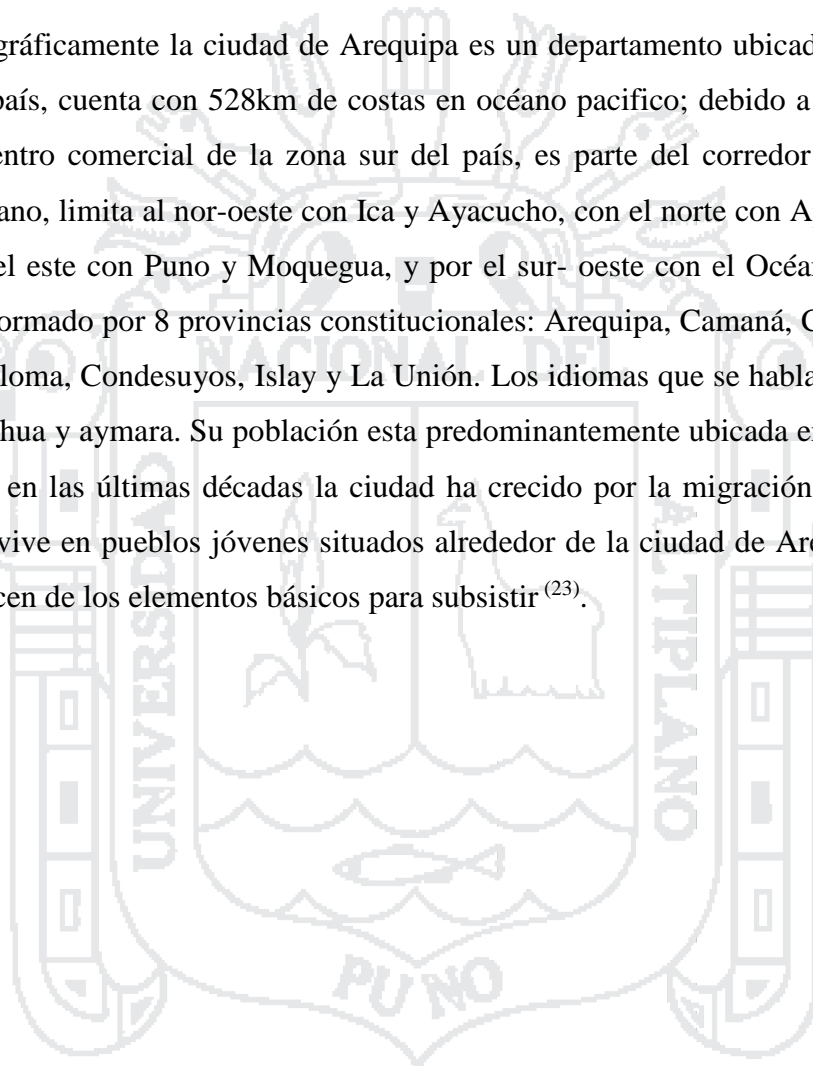 gráficamente la ciudad de Arequipa es un departamento ubicad
país, cuenta con 528km de costas en océano pacifico; debido a
entro comercial de la zona sur del país, es parte del corredor
ano, limita al nor-oeste con Ica y Ayacucho, con el norte con A
el este con Puno y Moquegua, y por el sur- oeste con el Océan
ormado por 8 provincias constitucionales: Arequipa, Camaná, C
lloma, Condesuyos, Islay y La Unión. Los idiomas que se habla
hua y aymara. Su población esta predominantemente ubicada en
en las últimas décadas la ciudad ha crecido por la migración
vive en pueblos jóvenes situados alrededor de la ciudad de Are
cen de los elementos básicos para subsistir (23).
UNIVERSIDAD
NACIONAL DEL
ALTIPLANO
PUNO